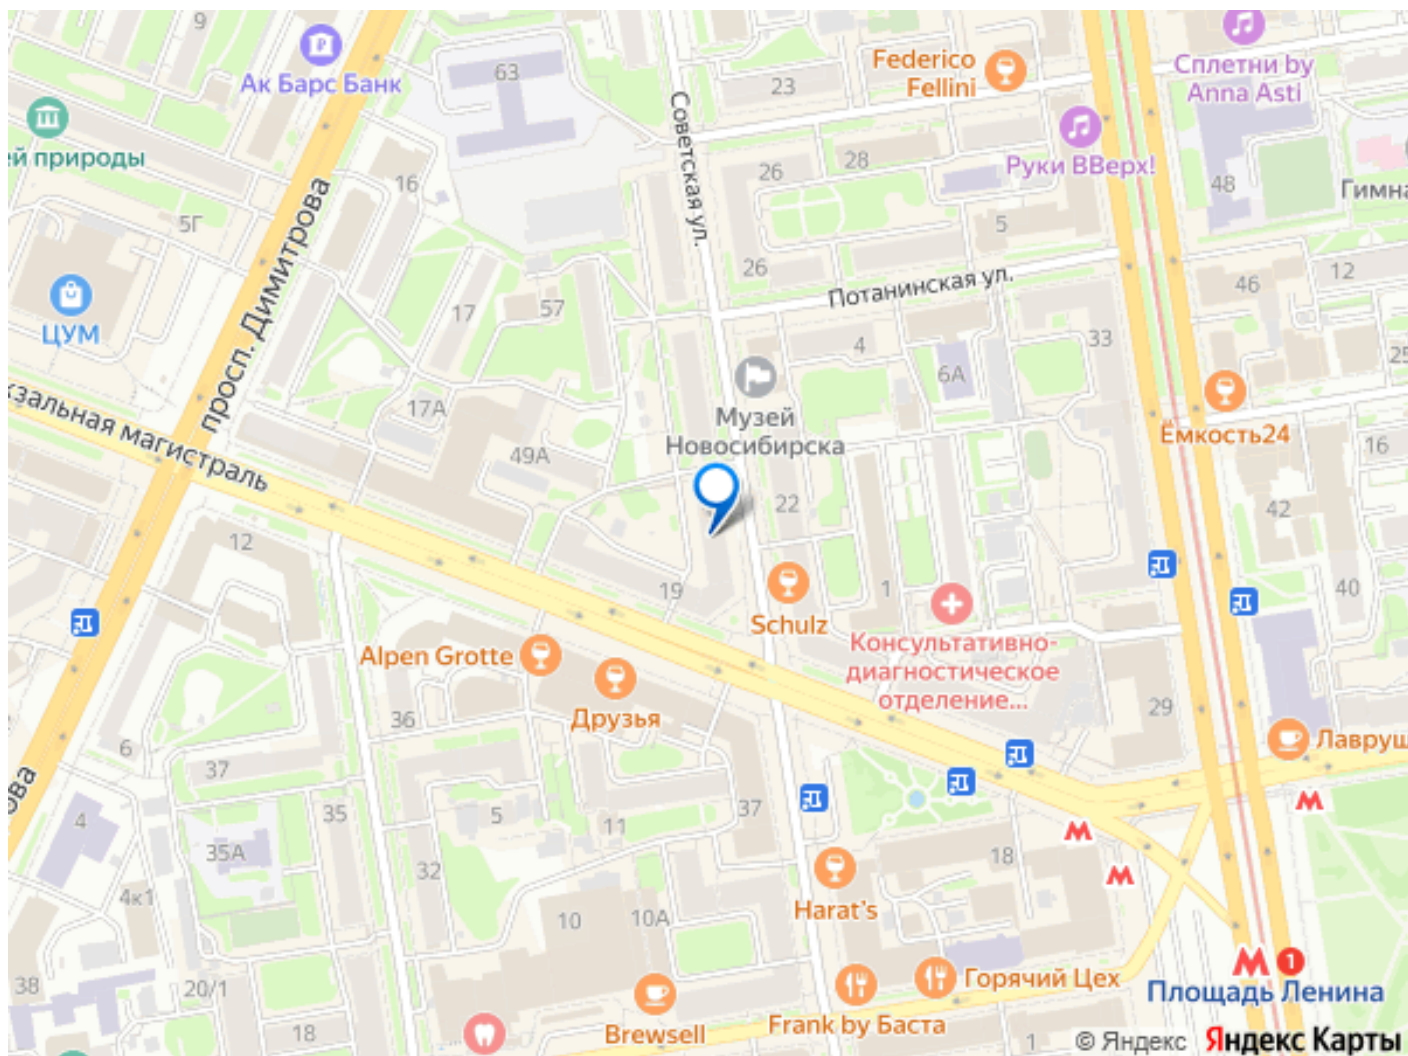 9
Ак Барс Банк
63
Federico
Fellini
23
Сплетни by
Anna Asti
ей природы
Советская ул.
Руки ВВерх!
28
26
16
48
Гимна
5Г
5
просп. Димитрова
26
Потанинская ул.
46
12
ЦУМ
17
57
4
33
6А
25
кзальная магистраль
17А
Музей
Новосибирска
Ёмкость24
16
49А
22
42
12
19
1
40
Schulz
Консультативно-
диагностическое
отделение...
Alpen Grotte
Друзья
36
29
Лавруш
6
37
ова
4
35
5
11
37
35А
32
18
4к1
Harat's
10
10А
38
20/1
18
Brewsell
Frank by Баста
Горячий Цех
1
1
Площадь Ленина
© Яндекс Яндекс Карты